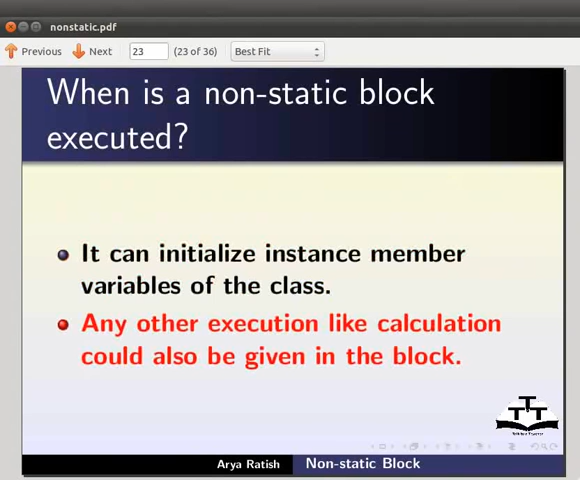 nonstatic.pdf
Previous Next 23 (23 of 36) Best Fit
When is a non-static block
executed?
It can initialize instance member
variables of the class.
Any other execution like calculation
could also be given in the block.
TTT
Arya Ratish Non-static Block